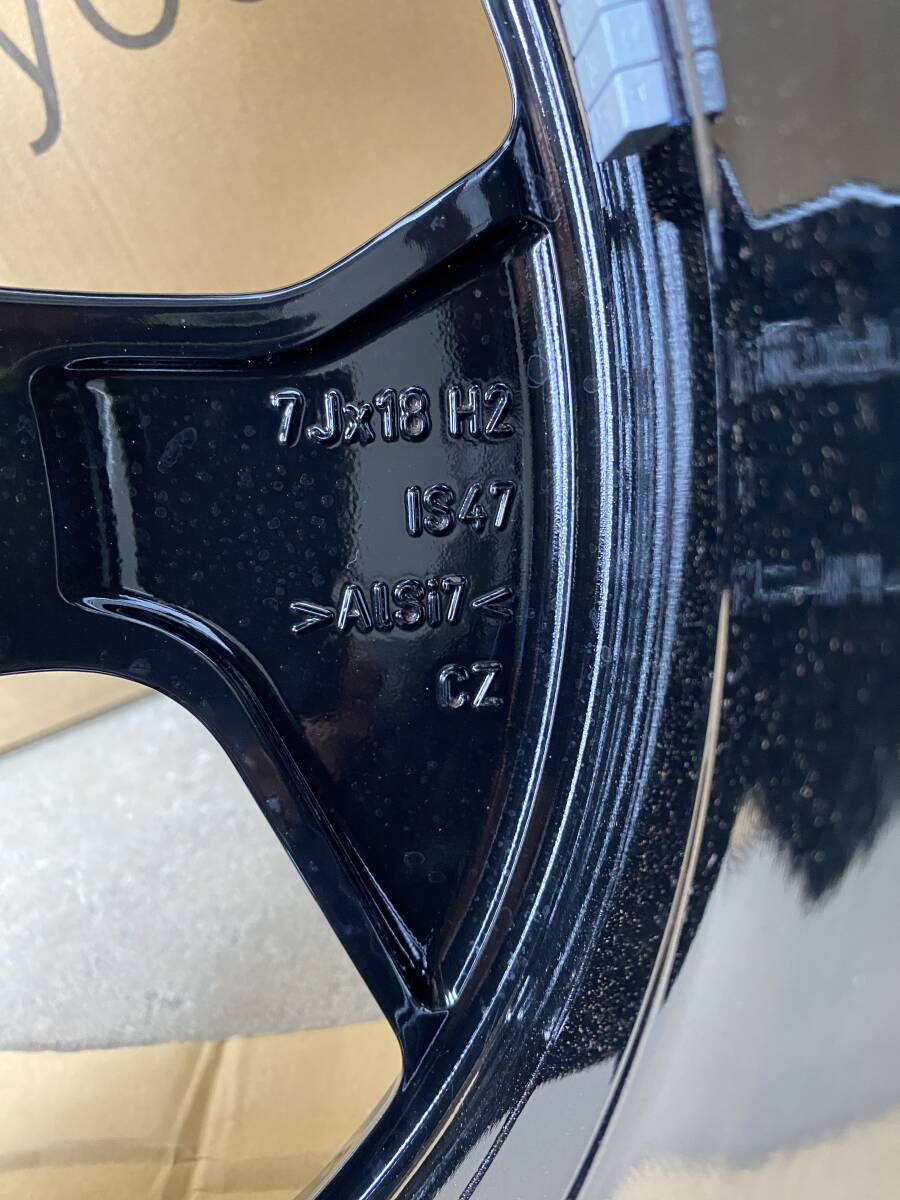 7Jx18 H2
IS47
>AlSi7<
CZ